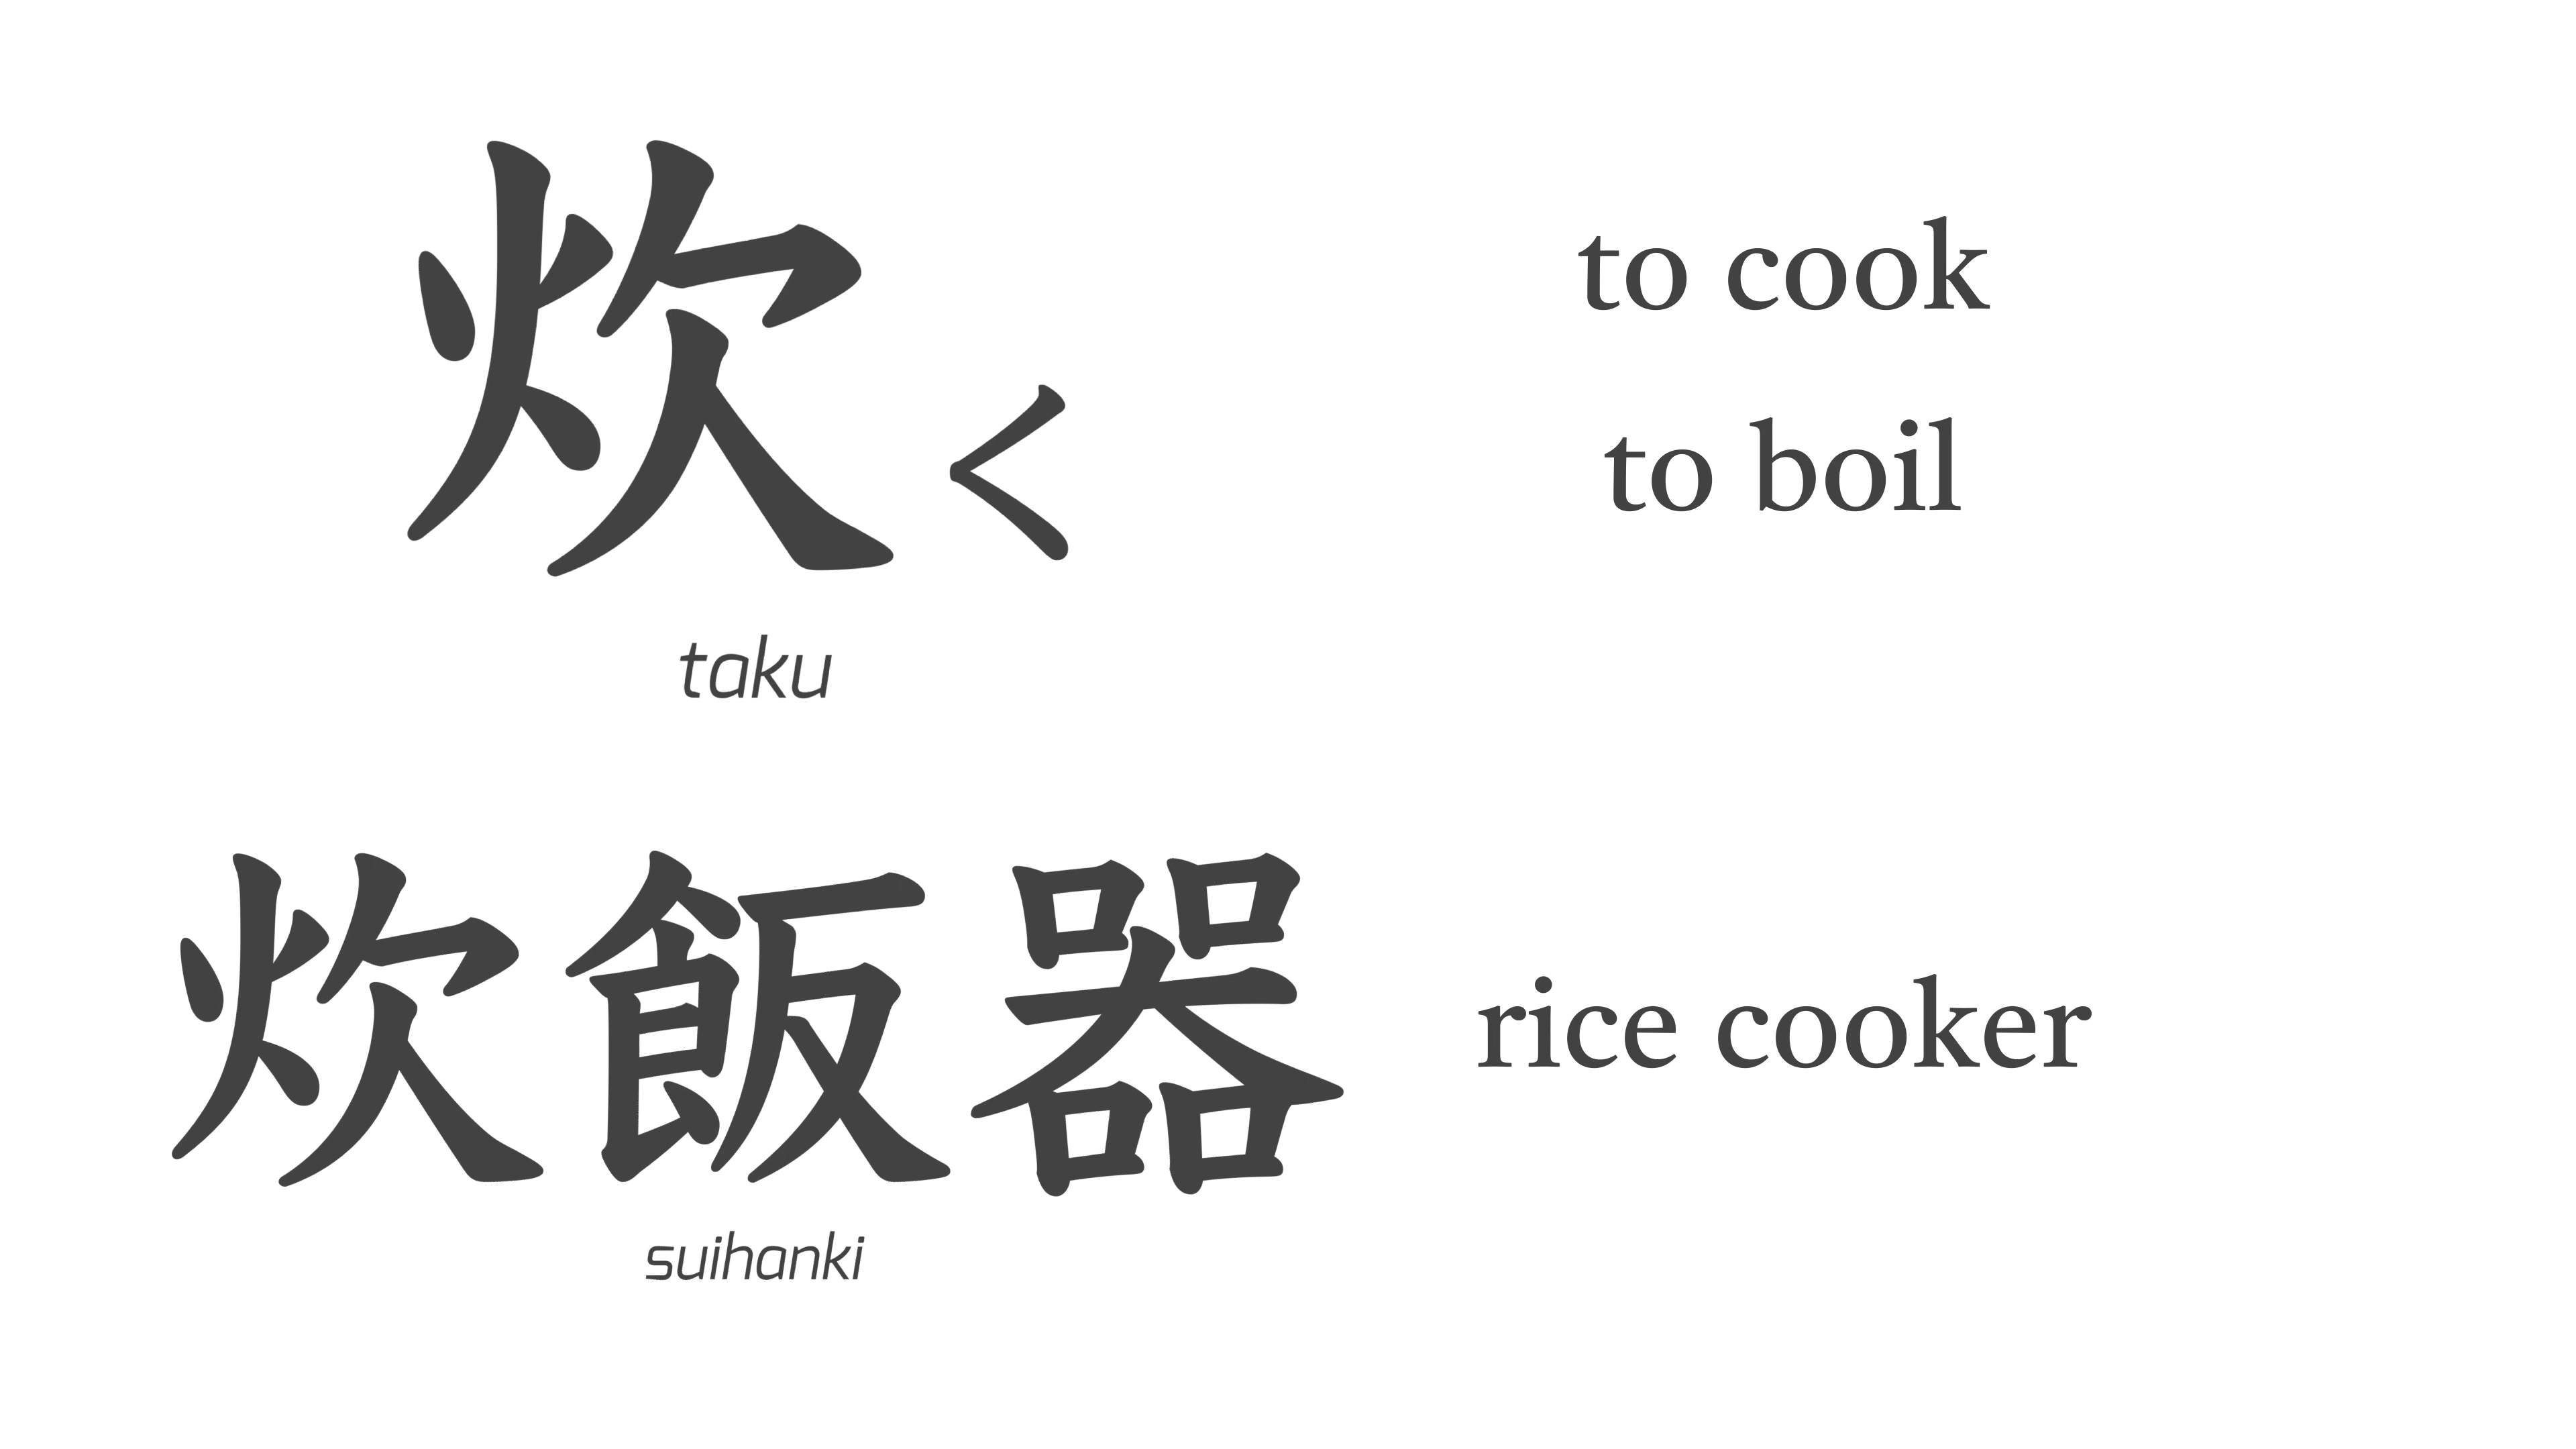 炊く
taku
to cook
to boil
炊飯器
suihanki
rice cooker